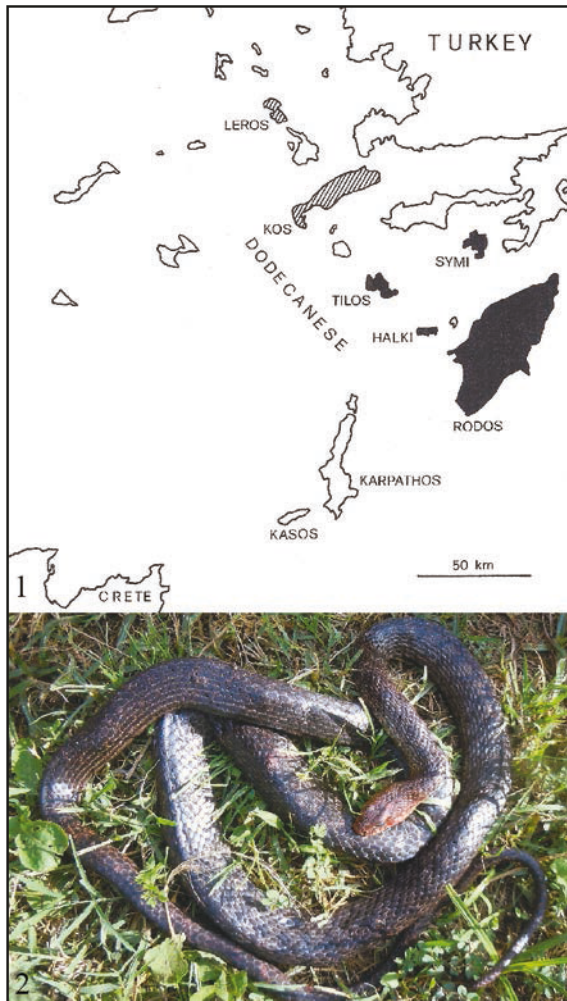 TURKEY
LEROS
KOS
DODECANESE
SYMI
TILOS
HALKI
RODOS
KARPATHOS
KASOS
50 km
CRETE
1
2